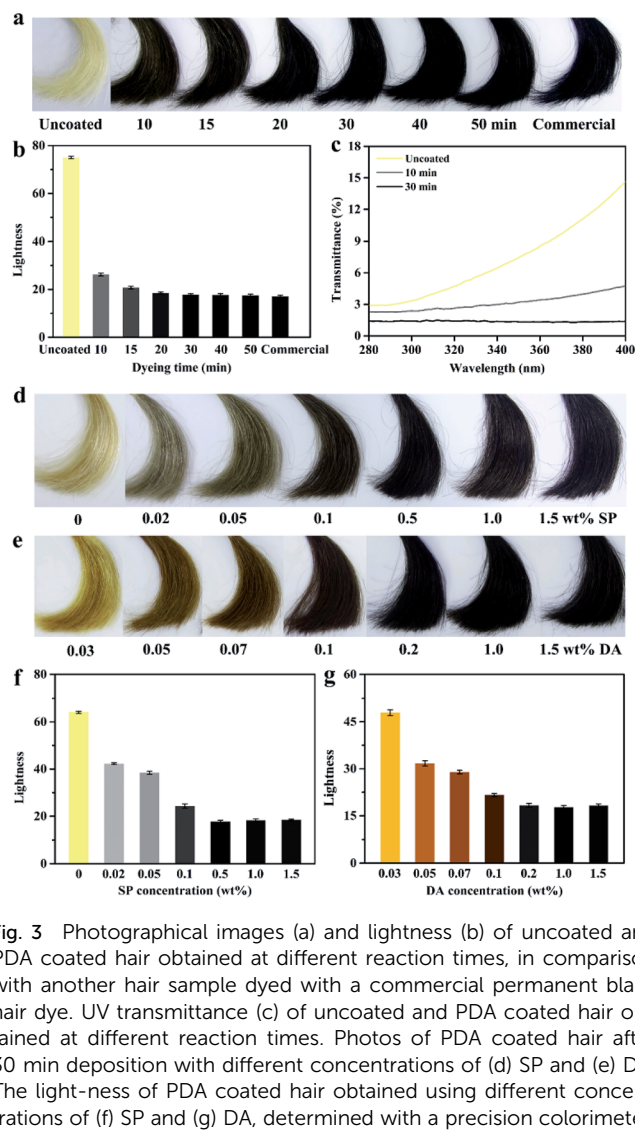 a
Uncoated 10 15 20 30 40 50 min Commercial
b
80
60
40
20
0
Lightness
Uncoated 10 15 20 30 40 50 Commercial
Dyeing time (min)
c
18
15
12
9
6
3
0
Transmittance (%)
Uncoated
10 min
30 min
280 300 320 340 360 380 400
Wavelength (nm)
d
0 0.02 0.05 0.1 0.5 1.0 1.5 wt% SP
e
0.03 0.05 0.07 0.1 0.2 1.0 1.5 wt% DA
f
80
60
40
20
0
Lightness
0 0.02 0.05 0.1 0.5 1.0 1.5
SP concentration (wt%)
g
60
45
30
15
0
Lightness
0.03 0.05 0.07 0.1 0.2 1.0 1.5
DA concentration (wt%)
ig. 3 Photographical images (a) and lightness (b) of uncoated an
PDA coated hair obtained at different reaction times, in compariso
with another hair sample dyed with a commercial permanent bla
hair dye. UV transmittance (c) of uncoated and PDA coated hair o
tained at different reaction times. Photos of PDA coated hair aft
30 min deposition with different concentrations of (d) SP and (e) D
The light-ness of PDA coated hair obtained using different conce
rations of (f) SP and (g) DA, determined with a precision colorimete